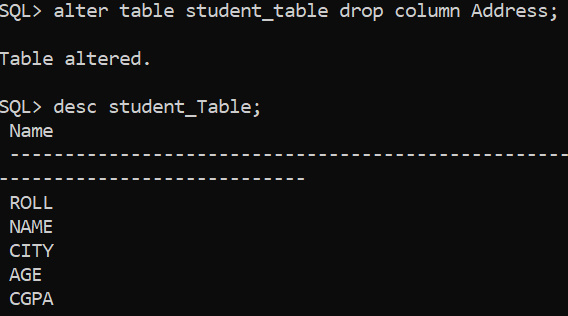 SQL> alter table student_table drop column Address;
Table altered.
SQL> desc student_Table;
Name
----------------------------------------------------
----------------------------
ROLL
NAME
CITY
AGE
CGPA